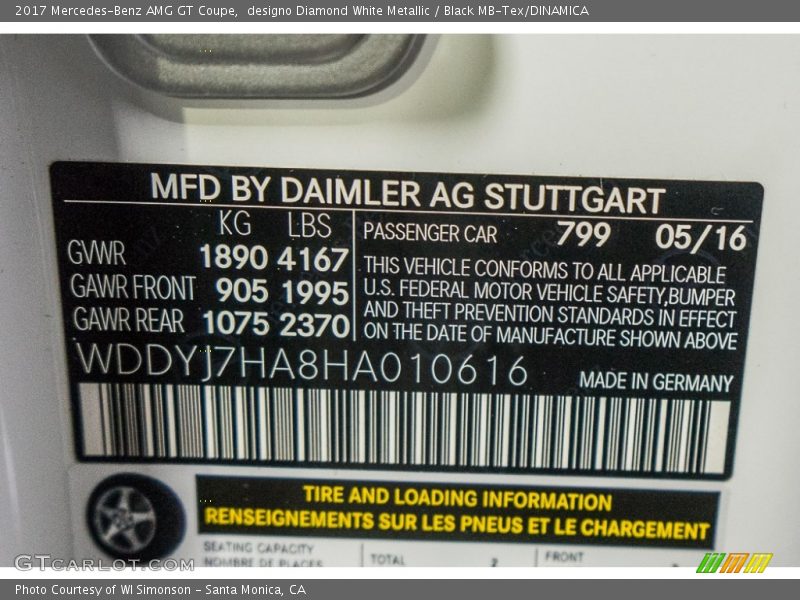 2017 Mercedes-Benz AMG GT Coupe,  designo Diamond White Metallic / Black MB-Tex/DINAMICA
MFD BY DAIMLER AG STUTTGART
KG LBS
GVWR 1890 4167
GAWR FRONT 905 1995
GAWR REAR 1075 2370
PASSENGER CAR 799 05/16
THIS VEHICLE CONFORMS TO ALL APPLICABLE
U.S. FEDERAL MOTOR VEHICLE SAFETY,BUMPER
AND THEFT PREVENTION STANDARDS IN EFFECT
ON THE DATE OF MANUFACTURE SHOWN ABOVE
WDDYJ7HA8HA010616
MADE IN GERMANY
TIRE AND LOADING INFORMATION
RENSEIGNEMENTS SUR LES PNEUS ET LE CHARGEMENT
SEATING CAPACITY
NOMBRE DE PLACES
TOTAL 2 FRONT
GTcarlot.com
Photo Courtesy of WI Simonson - Santa Monica, CA